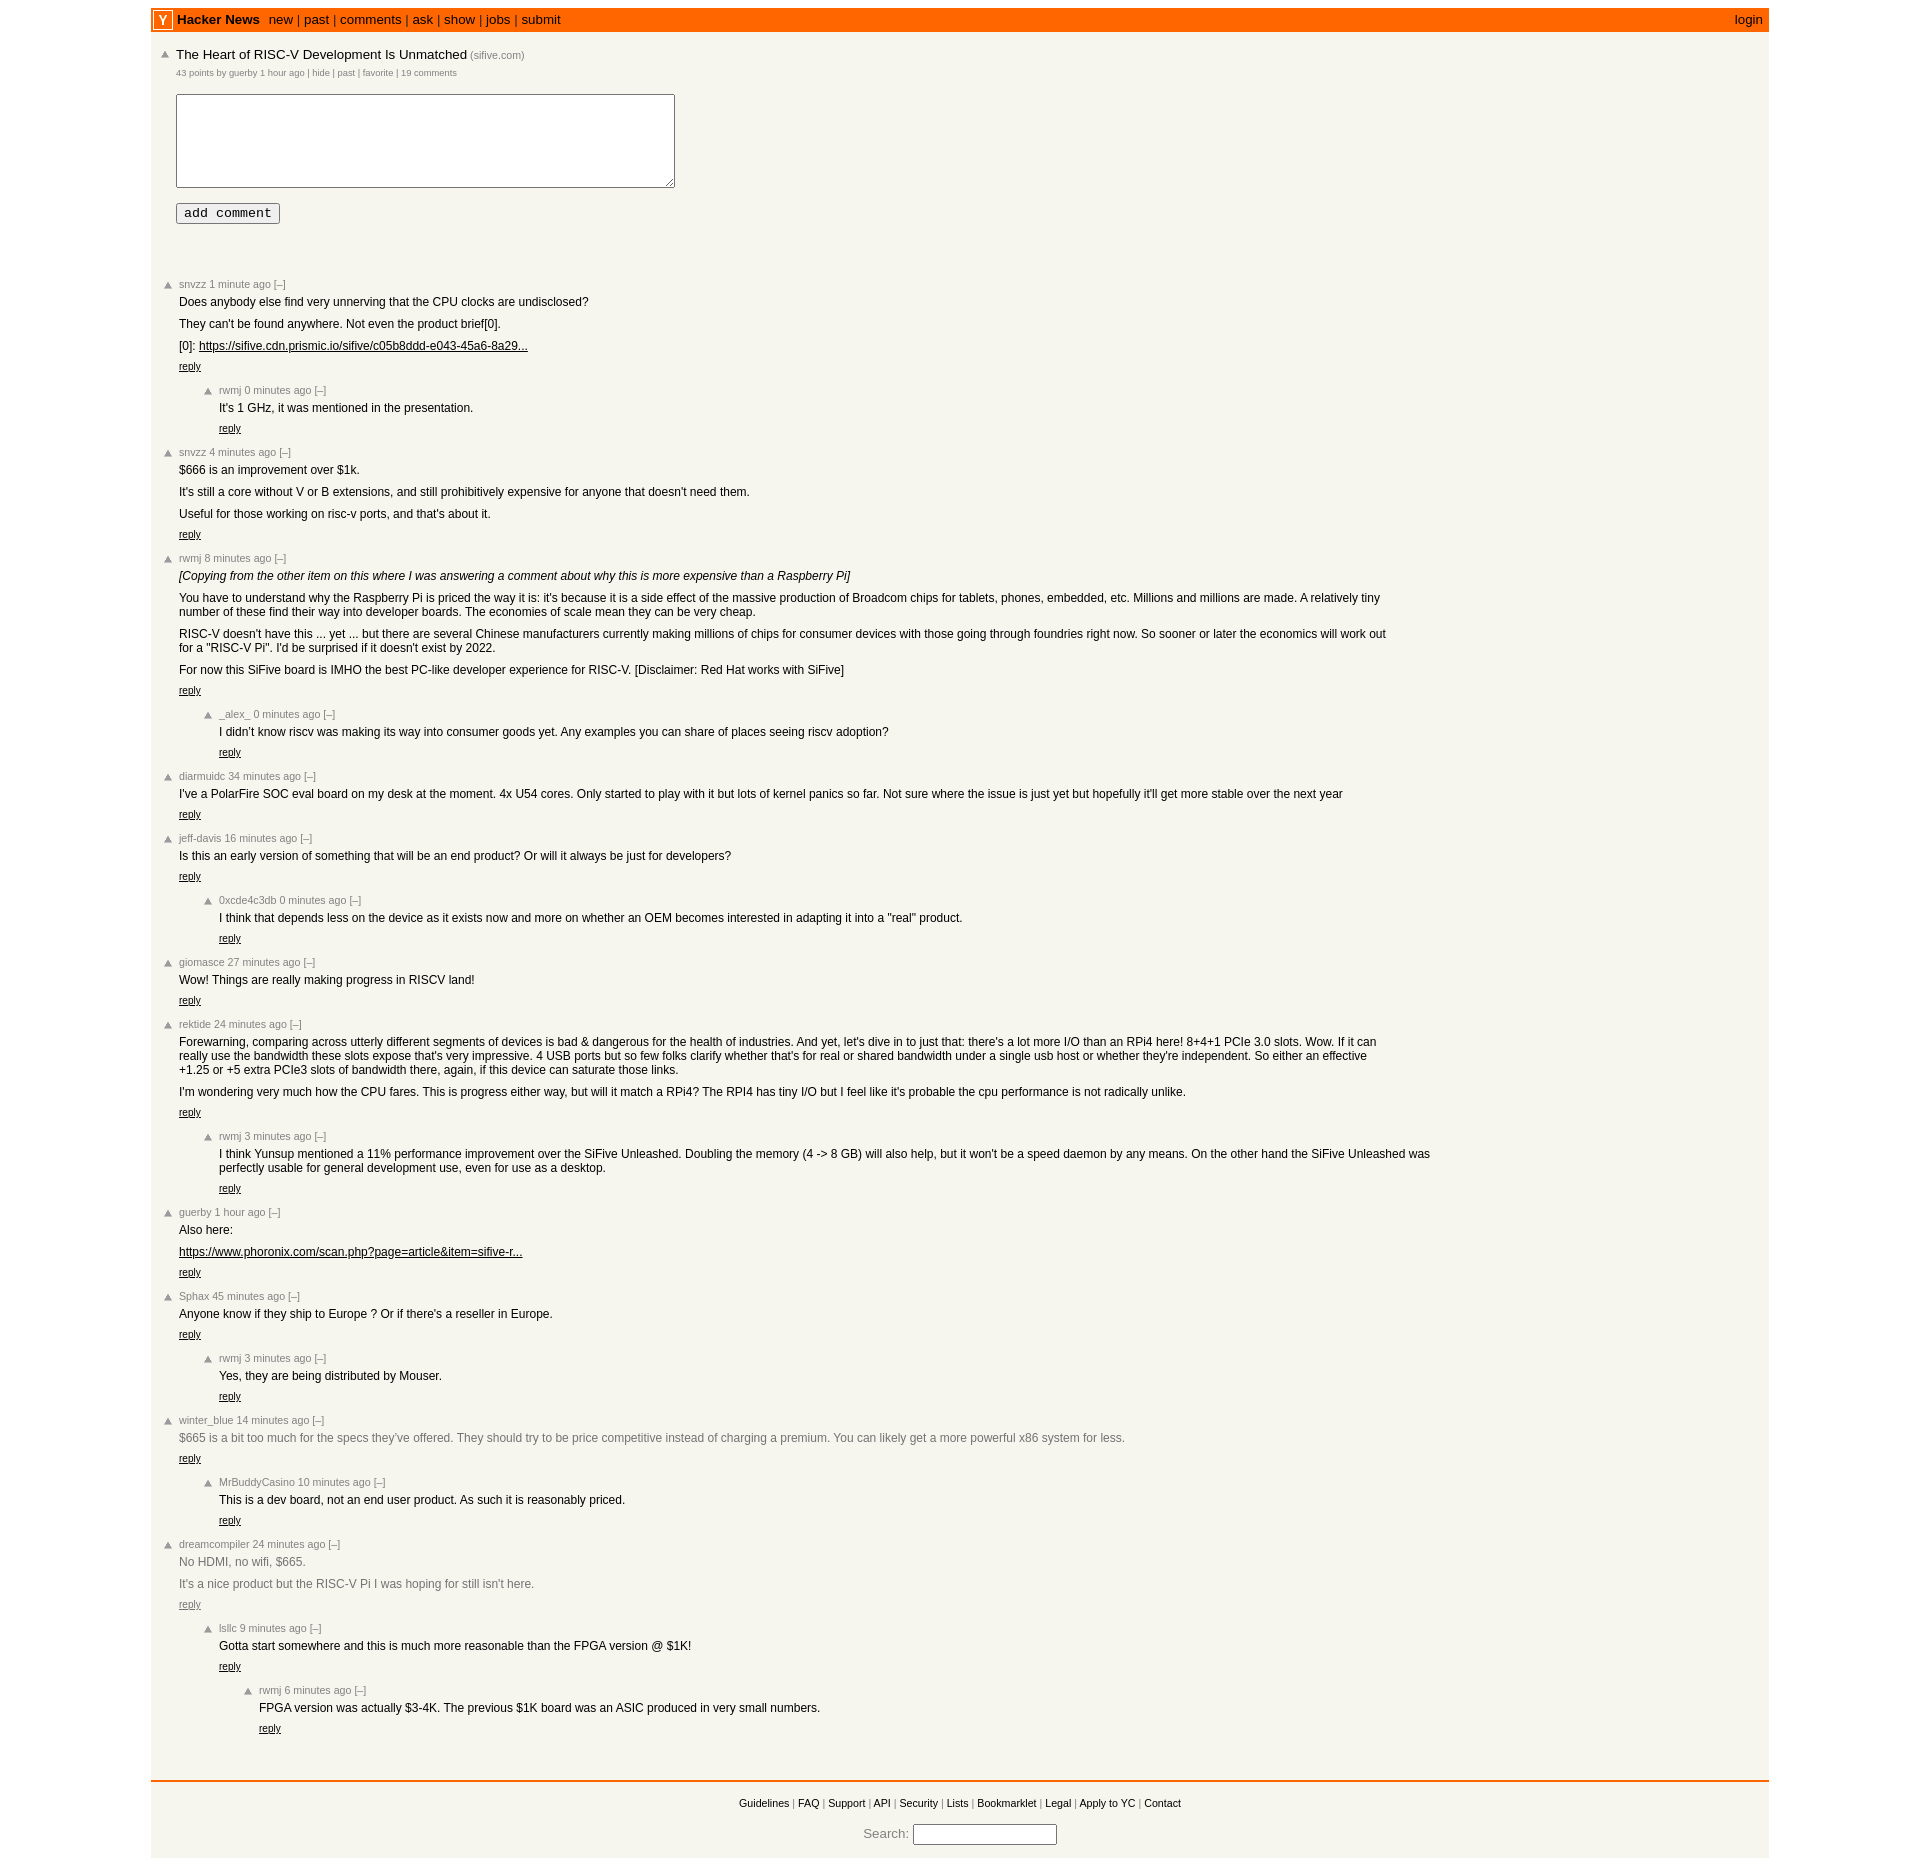 Y Hacker News new | past | comments | ask | show | jobs | submit login
The Heart of RISC-V Development Is Unmatched (sifive.com)
43 points by guerby 1 hour ago | hide | past | favorite | 19 comments
add comment
snvzz 1 minute ago [–]
Does anybody else find very unnerving that the CPU clocks are undisclosed?
They can't be found anywhere. Not even the product brief[0].
[0]: https://sifive.cdn.prismic.io/sifive/c05b8ddd-e043-45a6-8a29...
reply
rwmj 0 minutes ago [–]
It's 1 GHz, it was mentioned in the presentation.
reply
snvzz 4 minutes ago [–]
$666 is an improvement over $1k.
It's still a core without V or B extensions, and still prohibitively expensive for anyone that doesn't need them.
Useful for those working on risc-v ports, and that's about it.
reply
rwmj 8 minutes ago [–]
[Copying from the other item on this where I was answering a comment about why this is more expensive than a Raspberry Pi]
You have to understand why the Raspberry Pi is priced the way it is: it's because it is a side effect of the massive production of Broadcom chips for tablets, phones, embedded, etc. Millions and millions are made. A relatively tiny
number of these find their way into developer boards. The economies of scale mean they can be very cheap.
RISC-V doesn't have this ... yet ... but there are several Chinese manufacturers currently making millions of chips for consumer devices with those going through foundries right now. So sooner or later the economics will work out
for a "RISC-V Pi". I'd be surprised if it doesn't exist by 2022.
For now this SiFive board is IMHO the best PC-like developer experience for RISC-V. [Disclaimer: Red Hat works with SiFive]
reply
_alex_ 0 minutes ago [–]
I didn’t know riscv was making its way into consumer goods yet. Any examples you can share of places seeing riscv adoption?
reply
diarmuidc 34 minutes ago [–]
I've a PolarFire SOC eval board on my desk at the moment. 4x U54 cores. Only started to play with it but lots of kernel panics so far. Not sure where the issue is just yet but hopefully it'll get more stable over the next year
reply
jeff-davis 16 minutes ago [–]
Is this an early version of something that will be an end product? Or will it always be just for developers?
reply
0xcde4c3db 0 minutes ago [–]
I think that depends less on the device as it exists now and more on whether an OEM becomes interested in adapting it into a "real" product.
reply
giomasce 27 minutes ago [–]
Wow! Things are really making progress in RISCV land!
reply
rektide 24 minutes ago [–]
Forewarning, comparing across utterly different segments of devices is bad & dangerous for the health of industries. And yet, let's dive in to just that: there's a lot more I/O than an RPi4 here! 8+4+1 PCIe 3.0 slots. Wow. If it can
really use the bandwidth these slots expose that's very impressive. 4 USB ports but so few folks clarify whether that's for real or shared bandwidth under a single usb host or whether they're independent. So either an effective
+1.25 or +5 extra PCIe3 slots of bandwidth there, again, if this device can saturate those links.
I'm wondering very much how the CPU fares. This is progress either way, but will it match a RPi4? The RPI4 has tiny I/O but I feel like it's probable the cpu performance is not radically unlike.
reply
rwmj 3 minutes ago [–]
I think Yunsup mentioned a 11% performance improvement over the SiFive Unleashed. Doubling the memory (4 -> 8 GB) will also help, but it won't be a speed daemon by any means. On the other hand the SiFive Unleashed was
perfectly usable for general development use, even for use as a desktop.
reply
guerby 1 hour ago [–]
Also here:
https://www.phoronix.com/scan.php?page=article&item=sifive-r...
reply
Sphax 45 minutes ago [–]
Anyone know if they ship to Europe ? Or if there's a reseller in Europe.
reply
rwmj 3 minutes ago [–]
Yes, they are being distributed by Mouser.
reply
winter_blue 14 minutes ago [–]
$665 is a bit too much for the specs they’ve offered. They should try to be price competitive instead of charging a premium. You can likely get a more powerful x86 system for less.
reply
MrBuddyCasino 10 minutes ago [–]
This is a dev board, not an end user product. As such it is reasonably priced.
reply
dreamcompiler 24 minutes ago [–]
No HDMI, no wifi, $665.
It's a nice product but the RISC-V Pi I was hoping for still isn't here.
reply
lsllc 9 minutes ago [–]
Gotta start somewhere and this is much more reasonable than the FPGA version @ $1K!
reply
rwmj 6 minutes ago [–]
FPGA version was actually $3-4K. The previous $1K board was an ASIC produced in very small numbers.
reply
Guidelines | FAQ | Support | API | Security | Lists | Bookmarklet | Legal | Apply to YC | Contact
Search: